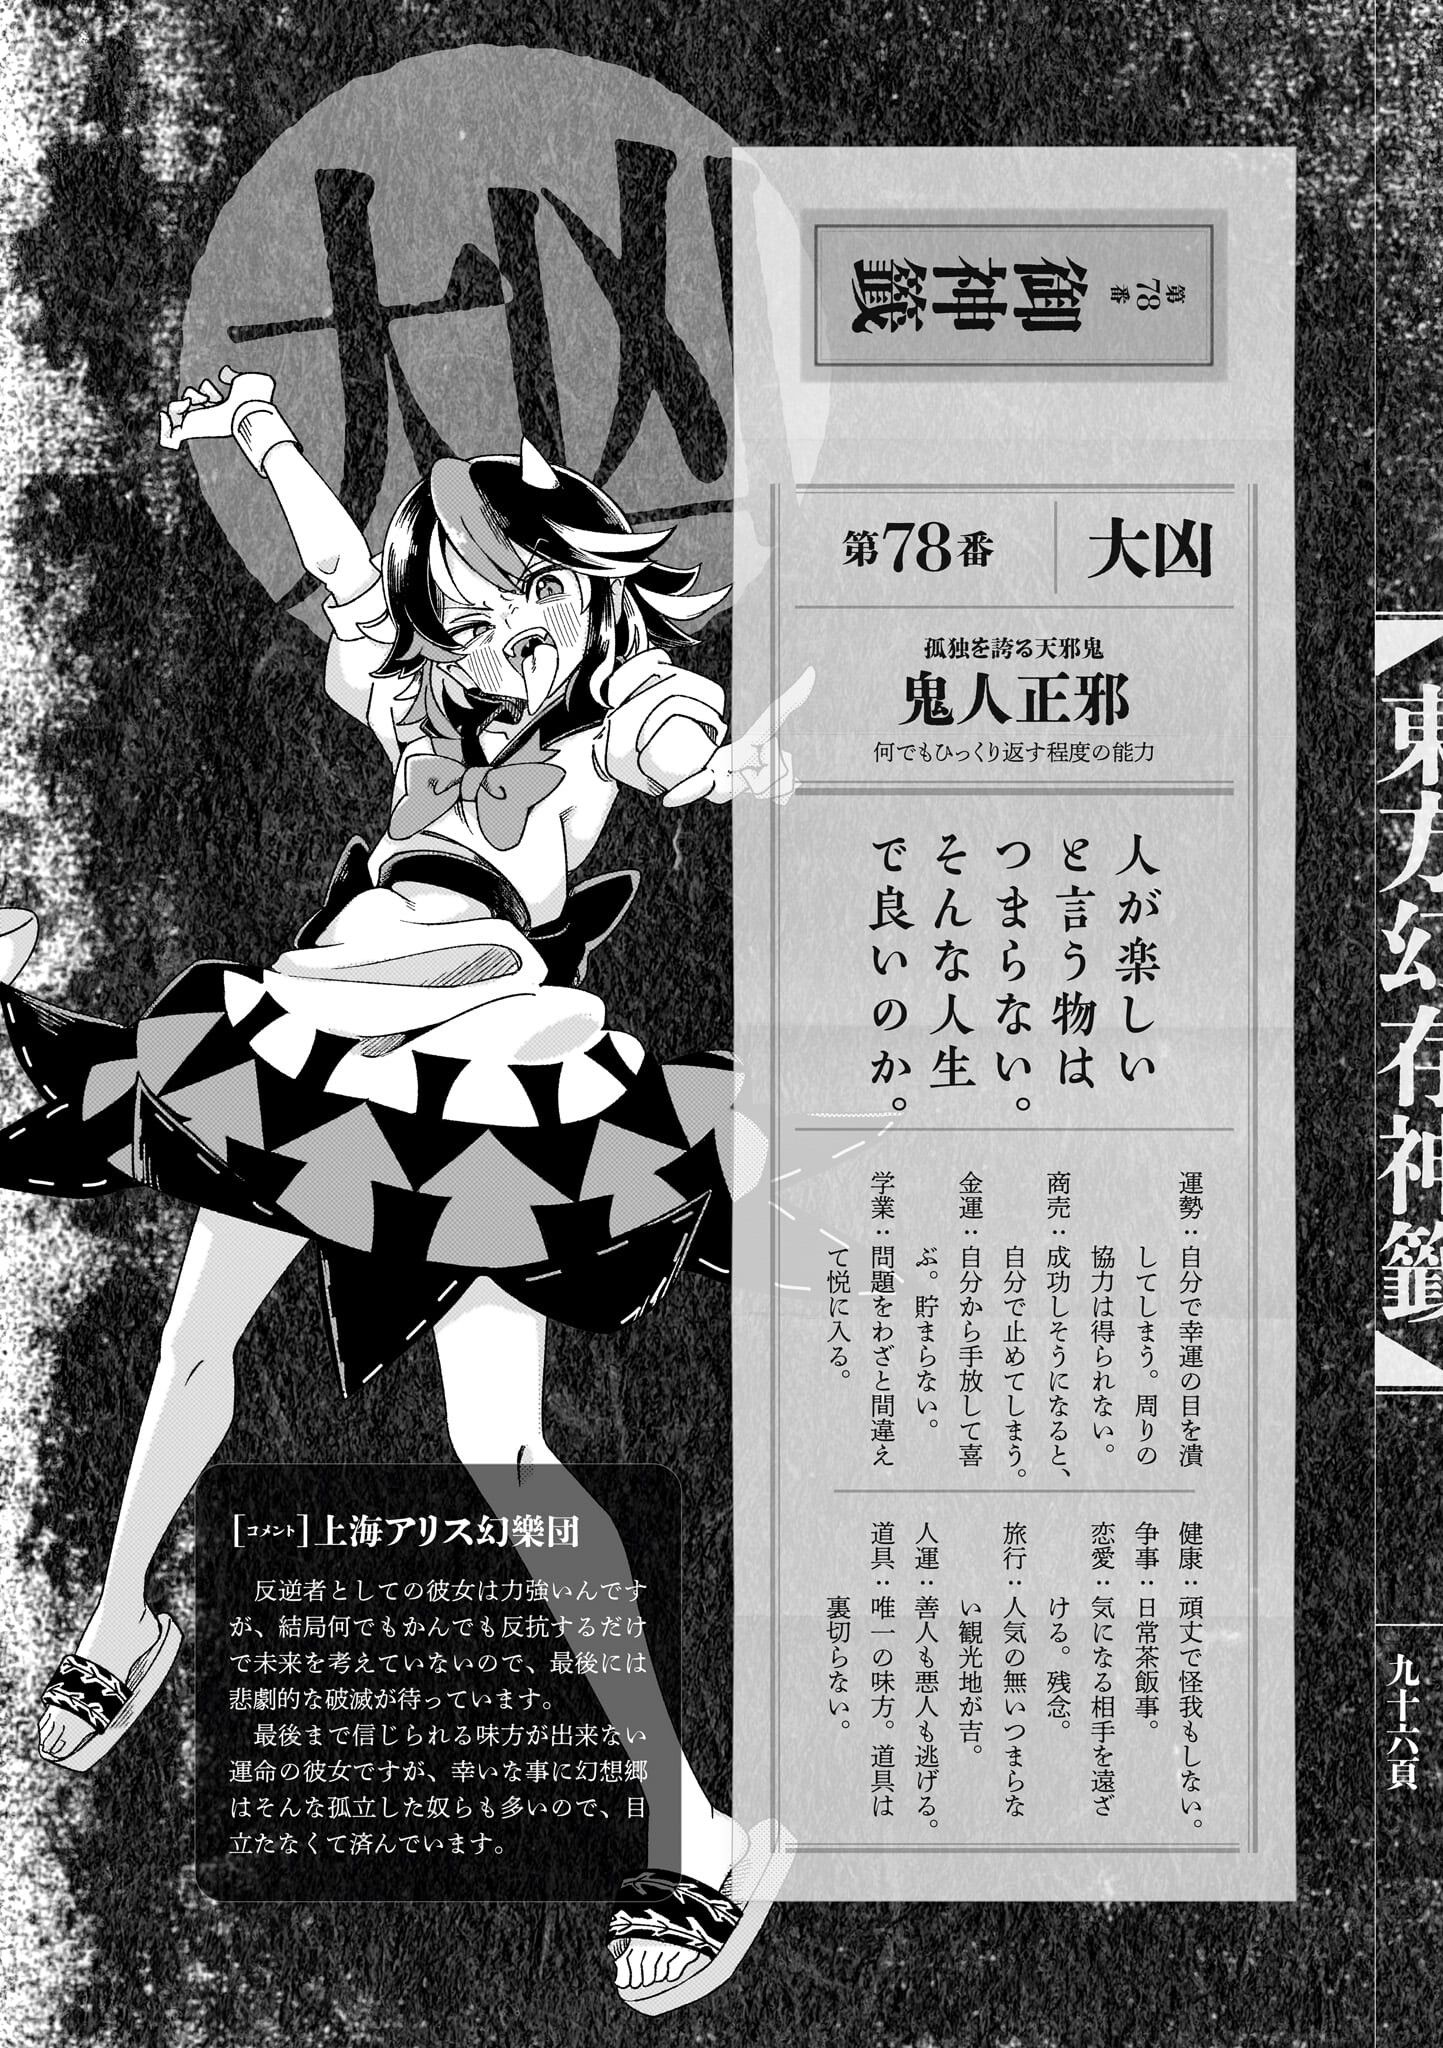 大凶
御神籤
第78番
大凶
第78番
孤独を誇る天邪鬼
鬼人正邪
何でもひっくり返す程度の能力
人が楽しい
と言う物は
つまらない。
そんな人生
で良いのか。
運勢：自分で幸運の目を潰
してしまう。周りの
協力は得られない。
商売：成功しそうになると、
自分で止めてしまう。
金運：自分から手放して喜
ぶ。貯まらない。
学業：問題をわざと間違え
て悦に入る。
健康：頑丈で怪我もしない。
争事：日常茶飯事。
恋愛：気になる相手を遠ざ
ける。残念。
旅行：人気の無いつまらな
い観光地が吉。
人運：善人も悪人も逃げる。
道具：唯一の味方。道具は
裏切らない。
［コメント］上海アリス幻樂団
反逆者としての彼女は力強いんです
が、結局何でもかんでも反抗するだけ
で未来を考えていないので、最後には
悲劇的な破滅が待っています。
最後まで信じられる味方が出来ない
運命の彼女ですが、幸いな事に幻想郷
はそんな孤立した奴らも多いので、目
立たなくて済んでいます。
東方幻存神籤
九十六頁